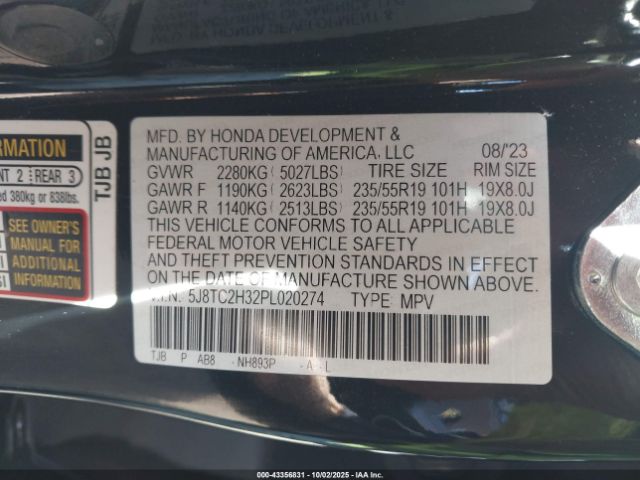 MFD. BY HONDA DEVELOPMENT &
MANUFACTURING OF AMERICA, LLC 08/'23
GVWR 2280KG(5027LBS) TIRE SIZE RIM SIZE
GAWR F 1190KG(2623LBS) 235/55R19 101H 19X8.0J
GAWR R 1140KG(2513LBS) 235/55R19 101H 19X8.0J
THIS VEHICLE CONFORMS TO ALL APPLICABLE
FEDERAL MOTOR VEHICLE SAFETY
AND THEFT PREVENTION STANDARDS IN EFFECT
ON THE DATE OF MANUFACTURE SHOWN ABOVE.
V.I.N. 5J8TC2H32PL020274 TYPE MPV
TJB P AB8 -NH893P -A -L
TJB JB
REAR 3
380kg or 838lbs.
SEE OWNER'S
MANUAL FOR
ADDITIONAL
INFORMATION
00-43356831 - 10/02/2025 - IAA Inc.